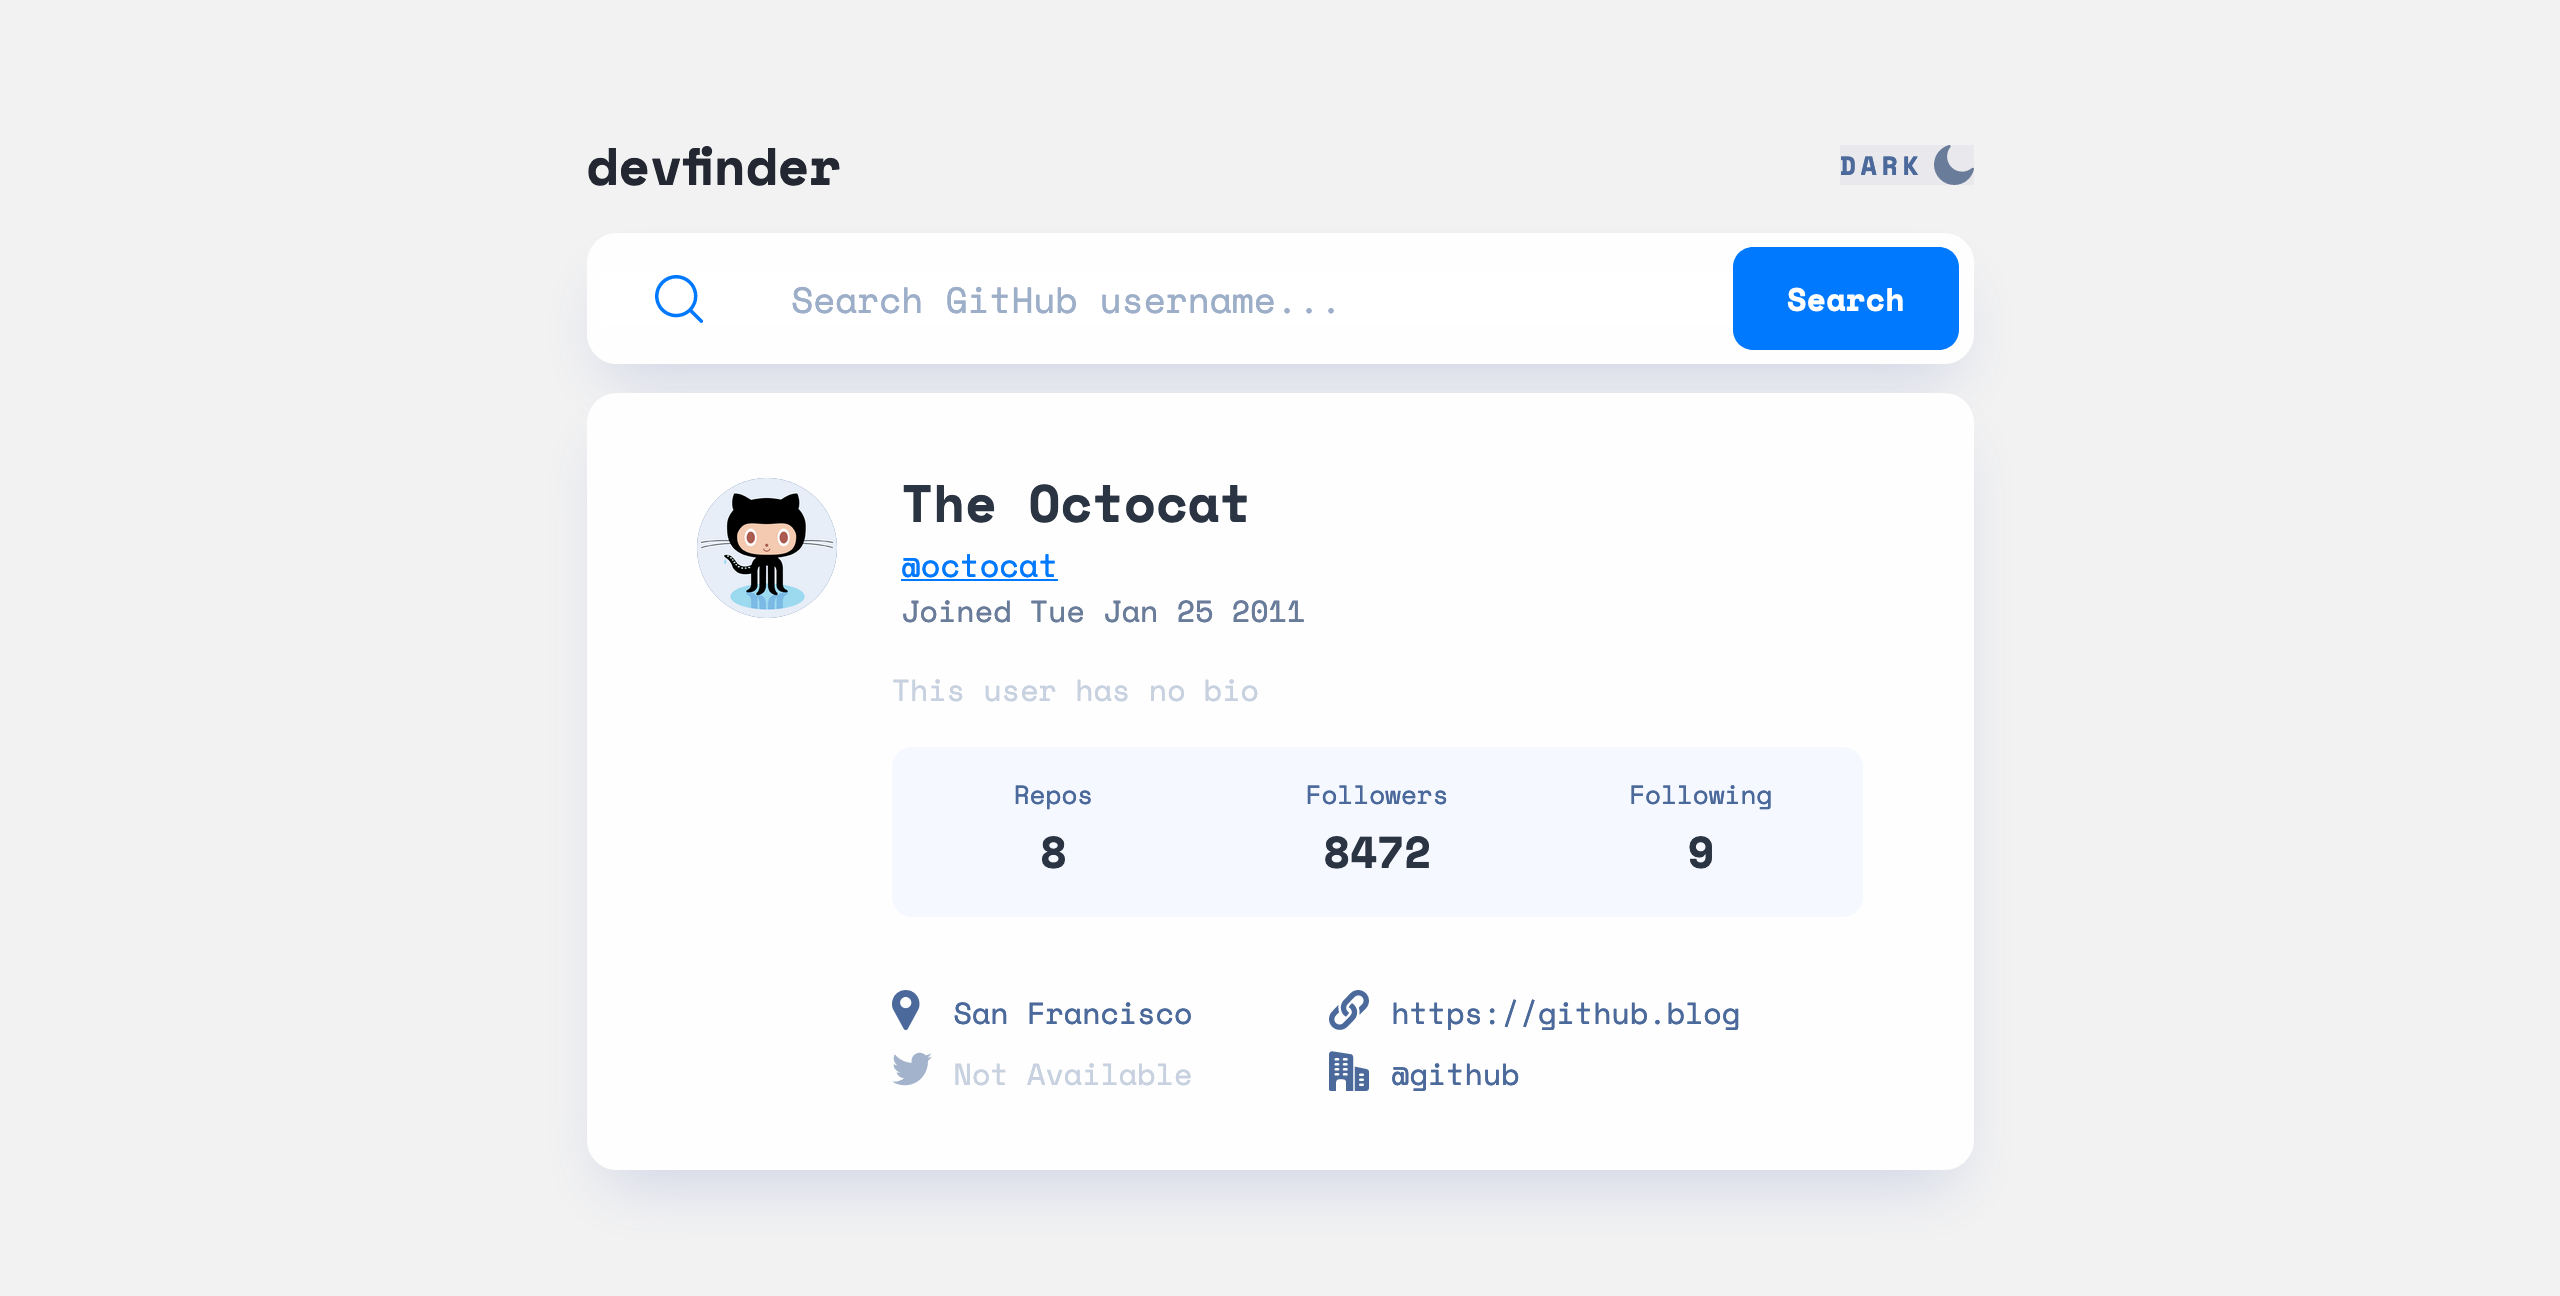 devfinder
DARK
Search GitHub username...
Search
The Octocat
@octocat
Joined Tue Jan 25 2011
This user has no bio
Repos Followers Following
8 8472 9
San Francisco https://github.blog
Not Available @github